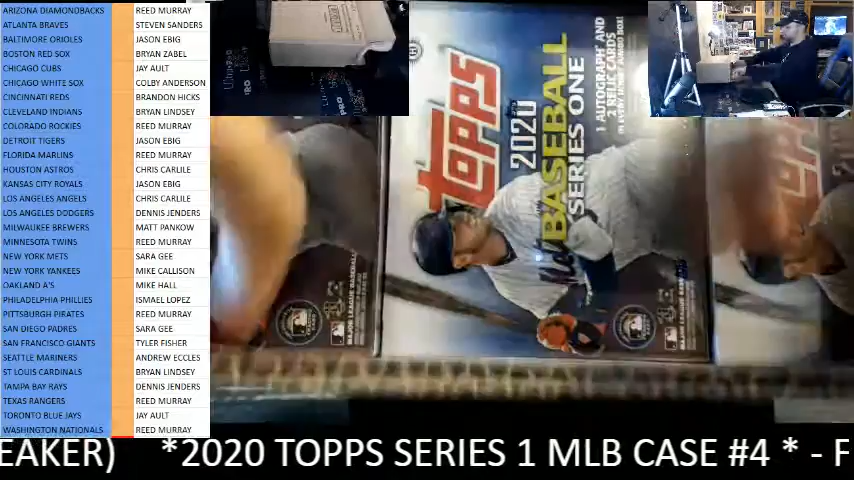 ARIZONA DIAMONDBACKS REED MURRAY
ATLANTA BRAVES STEVEN SANDERS
BALTIMORE ORIOLES JASON EBIG
BOSTON RED SOX BRYAN ZABEL
CHICAGO CUBS JAY AULT
CHICAGO WHITE SOX COLBY ANDERSON
CINCINNATI REDS BRANDON HICKS
CLEVELAND INDIANS BRYAN LINDSEY
COLORADO ROCKIES REED MURRAY
DETROIT TIGERS JASON EBIG
FLORIDA MARLINS REED MURRAY
HOUSTON ASTROS CHRIS CARLILE
KANSAS CITY ROYALS JASON EBIG
LOS ANGELES ANGELS CHRIS CARLILE
LOS ANGELES DODGERS DENNIS JENDERS
MILWAUKEE BREWERS MATT PANKOW
MINNESOTA TWINS REED MURRAY
NEW YORK METS SARA GEE
NEW YORK YANKEES MIKE CALLISON
OAKLAND A'S MIKE HALL
PHILADELPHIA PHILLIES ISMAEL LOPEZ
PITTSBURGH PIRATES REED MURRAY
SAN DIEGO PADRES SARA GEE
SAN FRANCISCO GIANTS TYLER FISHER
SEATTLE MARINERS ANDREW ECCLES
ST LOUIS CARDINALS BRYAN LINDSEY
TAMPA BAY RAYS DENNIS JENDERS
TEXAS RANGERS REED MURRAY
TORONTO BLUE JAYS JAY AULT
WASHINGTON NATIONALS REED MURRAY
topps
2020
BASEBALL
SERIES ONE
1 AUTOGRAPH AND
2 RELIC CARDS
PRO
EAKER) *2020 TOPPS SERIES 1 MLB CASE #4 * - F